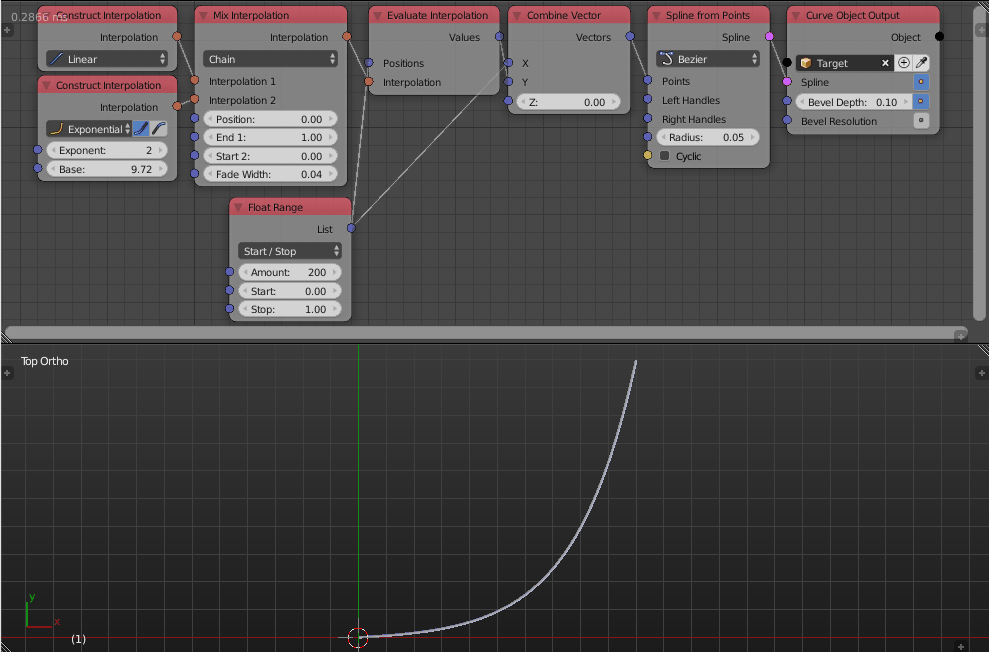 0.2866 ms
Construct Interpolation
Interpolation
Linear
Construct Interpolation
Interpolation
Exponential
Exponent: 2
Base: 9.72
Mix Interpolation
Interpolation
Chain
Interpolation 1
Interpolation 2
Position: 0.00
End 1: 1.00
Start 2: 0.00
Fade Width: 0.04
Float Range
List
Start / Stop
Amount: 200
Start: 0.00
Stop: 1.00
Evaluate Interpolation
Values
Positions
Interpolation
Combine Vector
Vectors
X
Y
Z: 0.00
Spline from Points
Spline
Bezier
Points
Left Handles
Right Handles
Radius: 0.05
Cyclic
Curve Object Output
Object
Target
Spline
Bevel Depth: 0.10
Bevel Resolution
Top Ortho
y
x
(1)